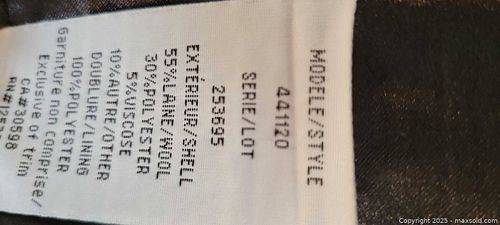 MODELE/STYLE
441120
SERIE/LOT
253695
EXTÉRIEUR/SHELL
55%LAINE/WOOL
30%POLYESTER
5%VISCOSE
10%AUTRE/OTHER
DOUBLURE/LINING
100%POLYESTER
Garniture non comprise/
Exclusive of trim
CA#30598
Copyright 2025 - maxsold.com